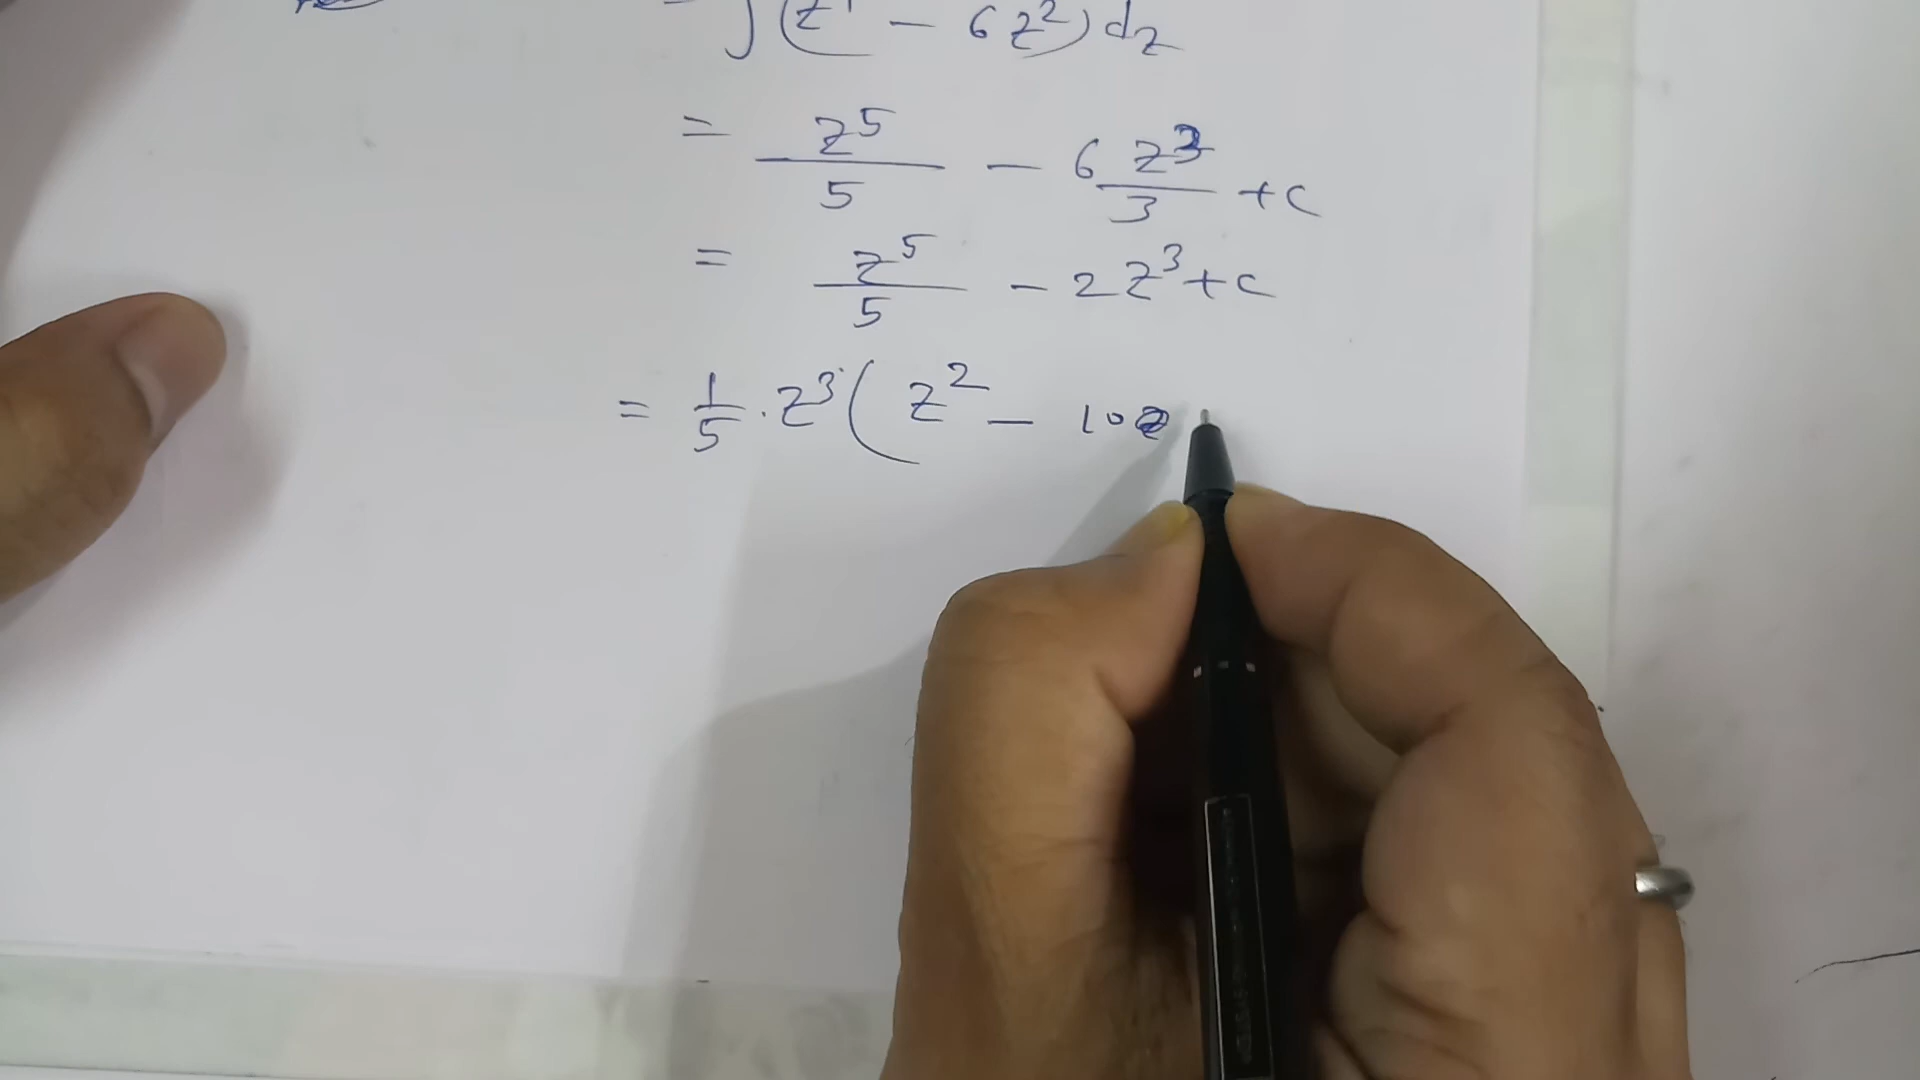 = ∫(z⁴ − 6z²)dz
= z⁵/5 − 6 z³/3 + c
= z⁵/5 − 2z³ + c
= 1/5 · z³(z² − 10